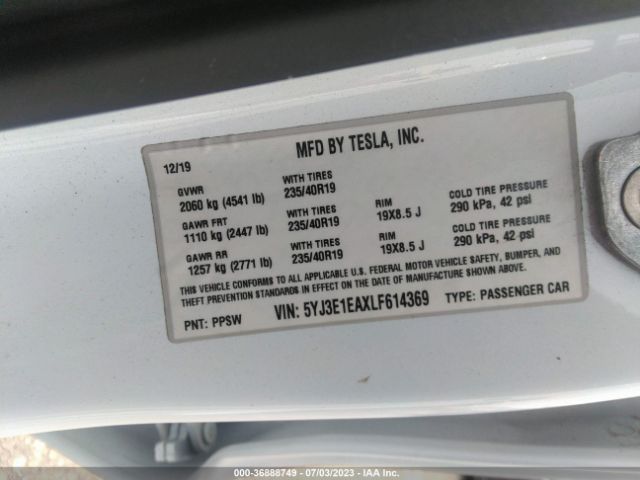 MFD BY TESLA, INC.
12/19
GVWR
2060 kg (4541 lb)
WITH TIRES
235/40R19
GAWR FRT
1110 kg (2447 lb)
WITH TIRES
235/40R19
RIM
19X8.5 J
COLD TIRE PRESSURE
290 kPa, 42 psi
GAWR RR
1257 kg (2771 lb)
WITH TIRES
235/40R19
RIM
19X8.5 J
COLD TIRE PRESSURE
290 kPa, 42 psi
THIS VEHICLE CONFORMS TO ALL APPLICABLE U.S. FEDERAL MOTOR VEHICLE SAFETY, BUMPER, AND
THEFT PREVENTION STANDARDS IN EFFECT ON THE DATE OF MANUFACTURE SHOWN ABOVE.
PNT: PPSW
VIN: 5YJ3E1EAXLF614369
TYPE: PASSENGER CAR
000-36888749 - 07/03/2023 - IAA Inc.